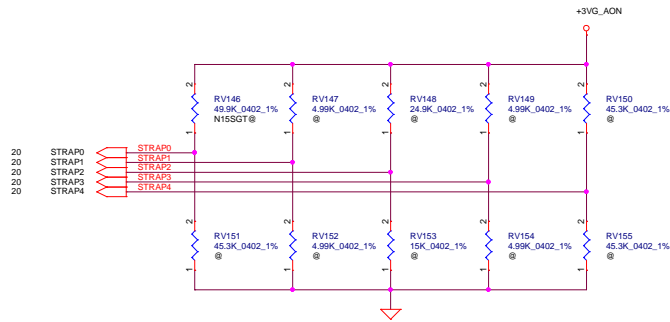 +3VG_AON
2
2
2
2
2
RV146
49.9K_0402_1%
N15SGT@
RV147
4.99K_0402_1%
@
RV148
24.9K_0402_1%
@
RV149
4.99K_0402_1%
@
RV150
45.3K_0402_1%
@
1
1
1
1
1
20 STRAP0 STRAP0
20 STRAP1 STRAP1
20 STRAP2 STRAP2
20 STRAP3 STRAP3
20 STRAP4 STRAP4
2
2
2
2
2
RV151
45.3K_0402_1%
@
RV152
4.99K_0402_1%
@
RV153
15K_0402_1%
@
RV154
4.99K_0402_1%
@
RV155
45.3K_0402_1%
@
1
1
1
1
1